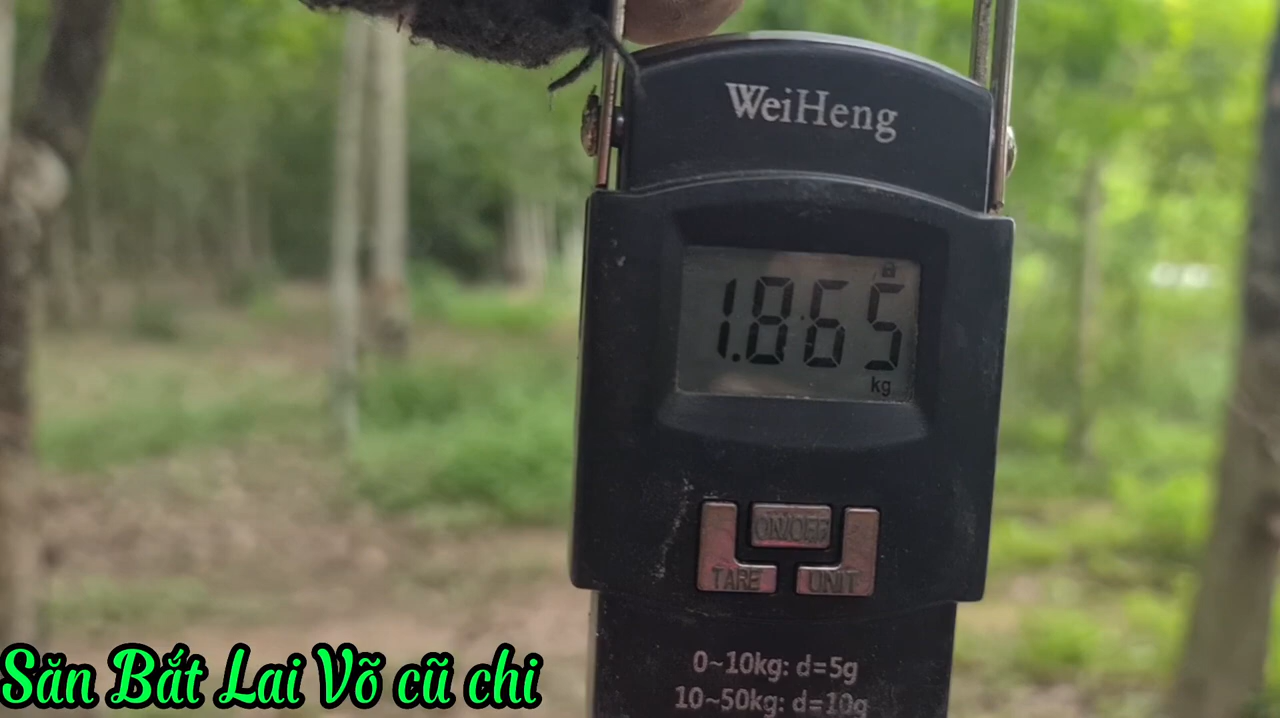 WeiHeng
1.865
kg
ON/OFF
TARE UNIT
0~10kg: d=5g
10~50kg: d=10g
Săn Bắt Lai Võ cũ chi